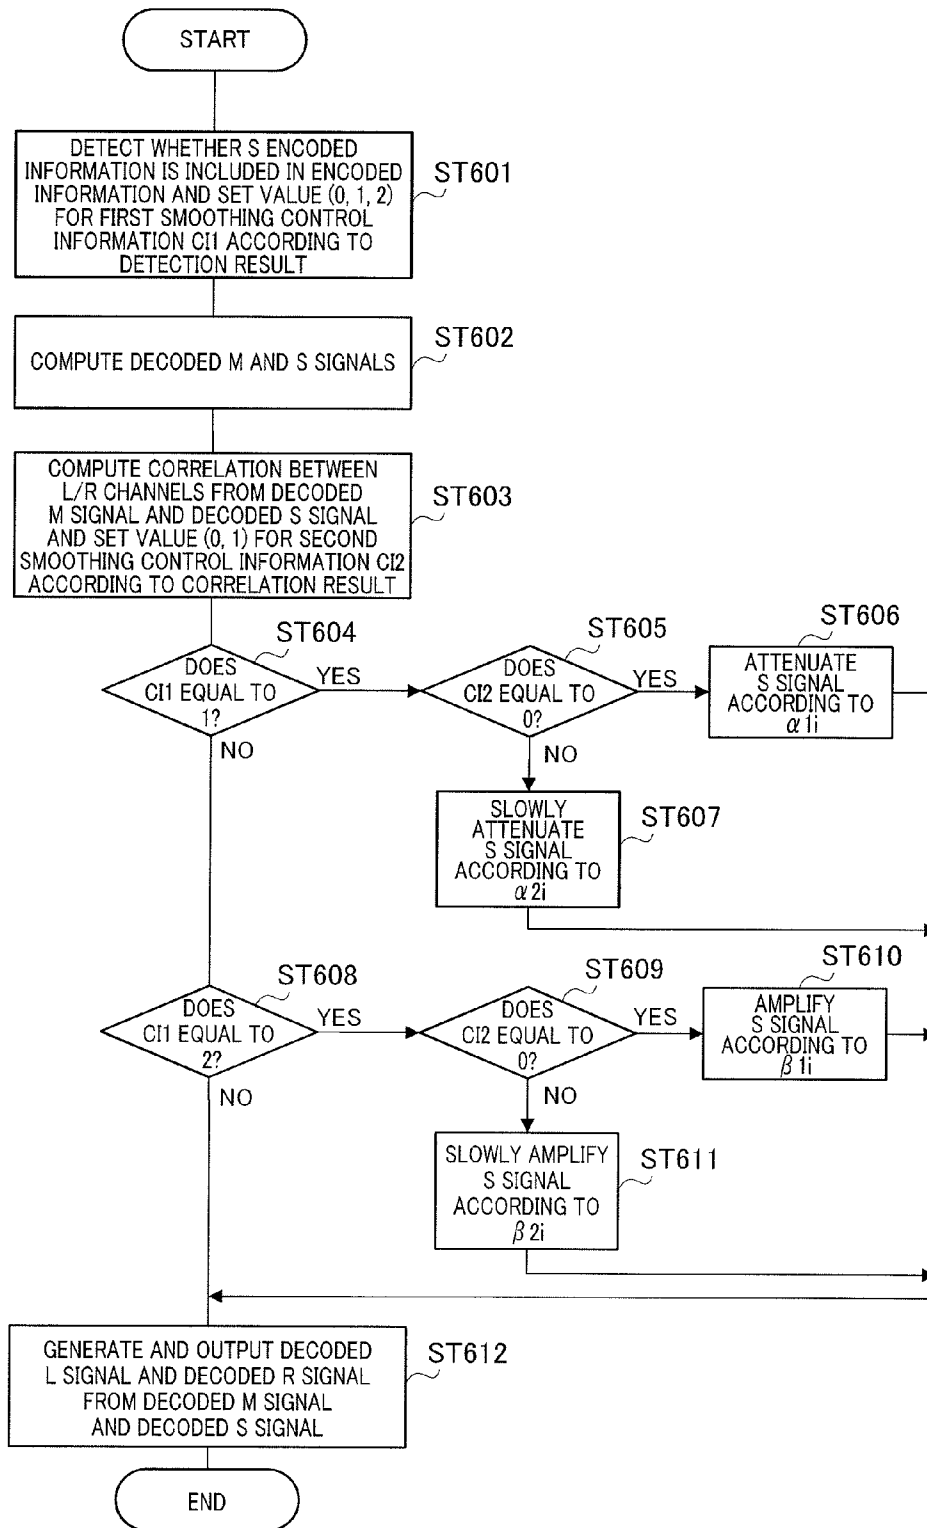 START
DETECT WHETHER S ENCODED
INFORMATION IS INCLUDED IN ENCODED
INFORMATION AND SET VALUE (0, 1, 2)
FOR FIRST SMOOTHING CONTROL
INFORMATION CI1 ACCORDING TO
DETECTION RESULT
ST601
COMPUTE DECODED M AND S SIGNALS
ST602
COMPUTE CORRELATION BETWEEN
L/R CHANNELS FROM DECODED
M SIGNAL AND DECODED S SIGNAL
AND SET VALUE (0, 1) FOR SECOND
SMOOTHING CONTROL INFORMATION CI2
ACCORDING TO CORRELATION RESULT
ST603
DOES
CI1 EQUAL TO
1?
ST604
YES
NO
DOES
CI2 EQUAL TO
0?
ST605
YES
NO
ATTENUATE
S SIGNAL
ACCORDING TO
α1i
ST606
SLOWLY
ATTENUATE
S SIGNAL
ACCORDING TO
α2i
ST607
DOES
CI1 EQUAL TO
2?
ST608
YES
NO
DOES
CI2 EQUAL TO
0?
ST609
YES
NO
AMPLIFY
S SIGNAL
ACCORDING TO
β1i
ST610
SLOWLY AMPLIFY
S SIGNAL
ACCORDING TO
β2i
ST611
GENERATE AND OUTPUT DECODED
L SIGNAL AND DECODED R SIGNAL
FROM DECODED M SIGNAL
AND DECODED S SIGNAL
ST612
END